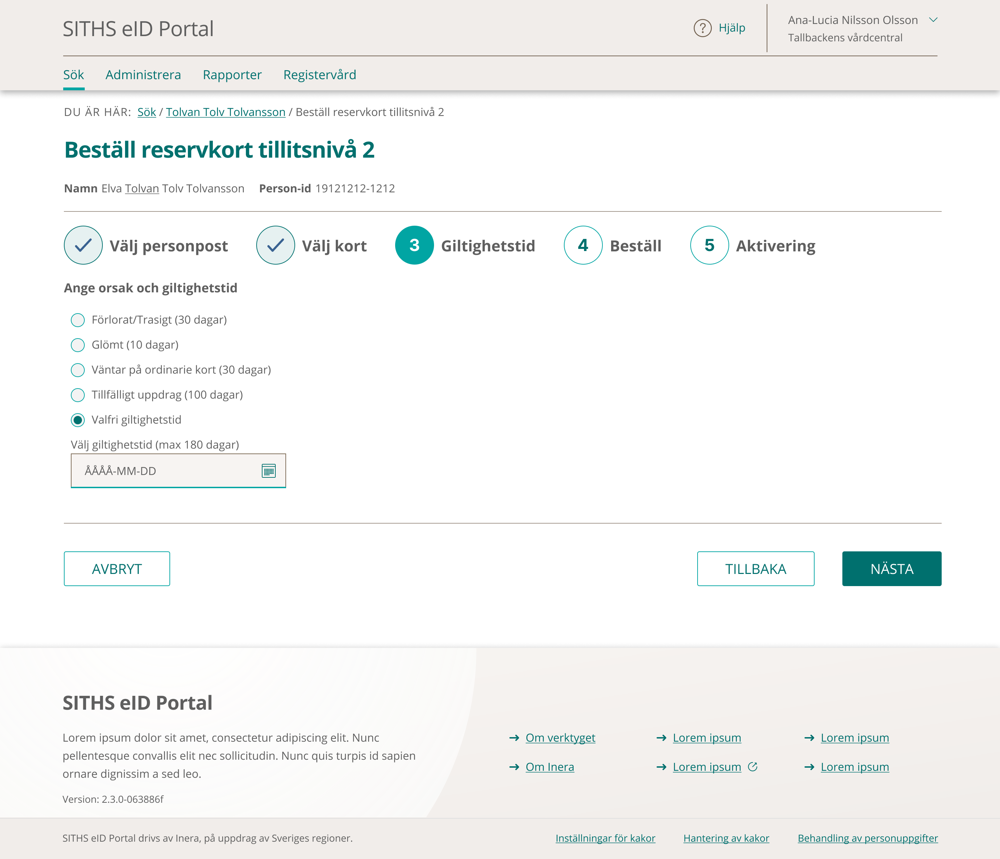 SITHS eID Portal
Hjälp
Ana-Lucia Nilsson Olsson
Tallbackens vårdcentral
Sök Administrera Rapporter Registervård
DU ÄR HÄR: Sök / Tolvan Tolv Tolvansson / Beställ reservkort tillitsnivå 2
Beställ reservkort tillitsnivå 2
Namn Elva Tolvan Tolv Tolvansson Person-id 19121212-1212
Välj personpost Välj kort 3 Giltighetstid 4 Beställ 5 Aktivering
Ange orsak och giltighetstid
Förlorat/Trasigt (30 dagar)
Glömt (10 dagar)
Väntar på ordinarie kort (30 dagar)
Tillfälligt uppdrag (100 dagar)
Valfri giltighetstid
Välj giltighetstid (max 180 dagar)
ÅÅÅÅ-MM-DD
AVBRYT TILLBAKA NÄSTA
SITHS eID Portal
Lorem ipsum dolor sit amet, consectetur adipiscing elit. Nunc
pellentesque convallis elit nec sollicitudin. Nunc quis turpis id sapien
ornare dignissim a sed leo.
Version: 2.3.0-063886f
→ Om verktyget → Lorem ipsum → Lorem ipsum
→ Om Inera → Lorem ipsum → Lorem ipsum
SITHS eID Portal drivs av Inera, på uppdrag av Sveriges regioner.
Inställningar för kakor Hantering av kakor Behandling av personuppgifter